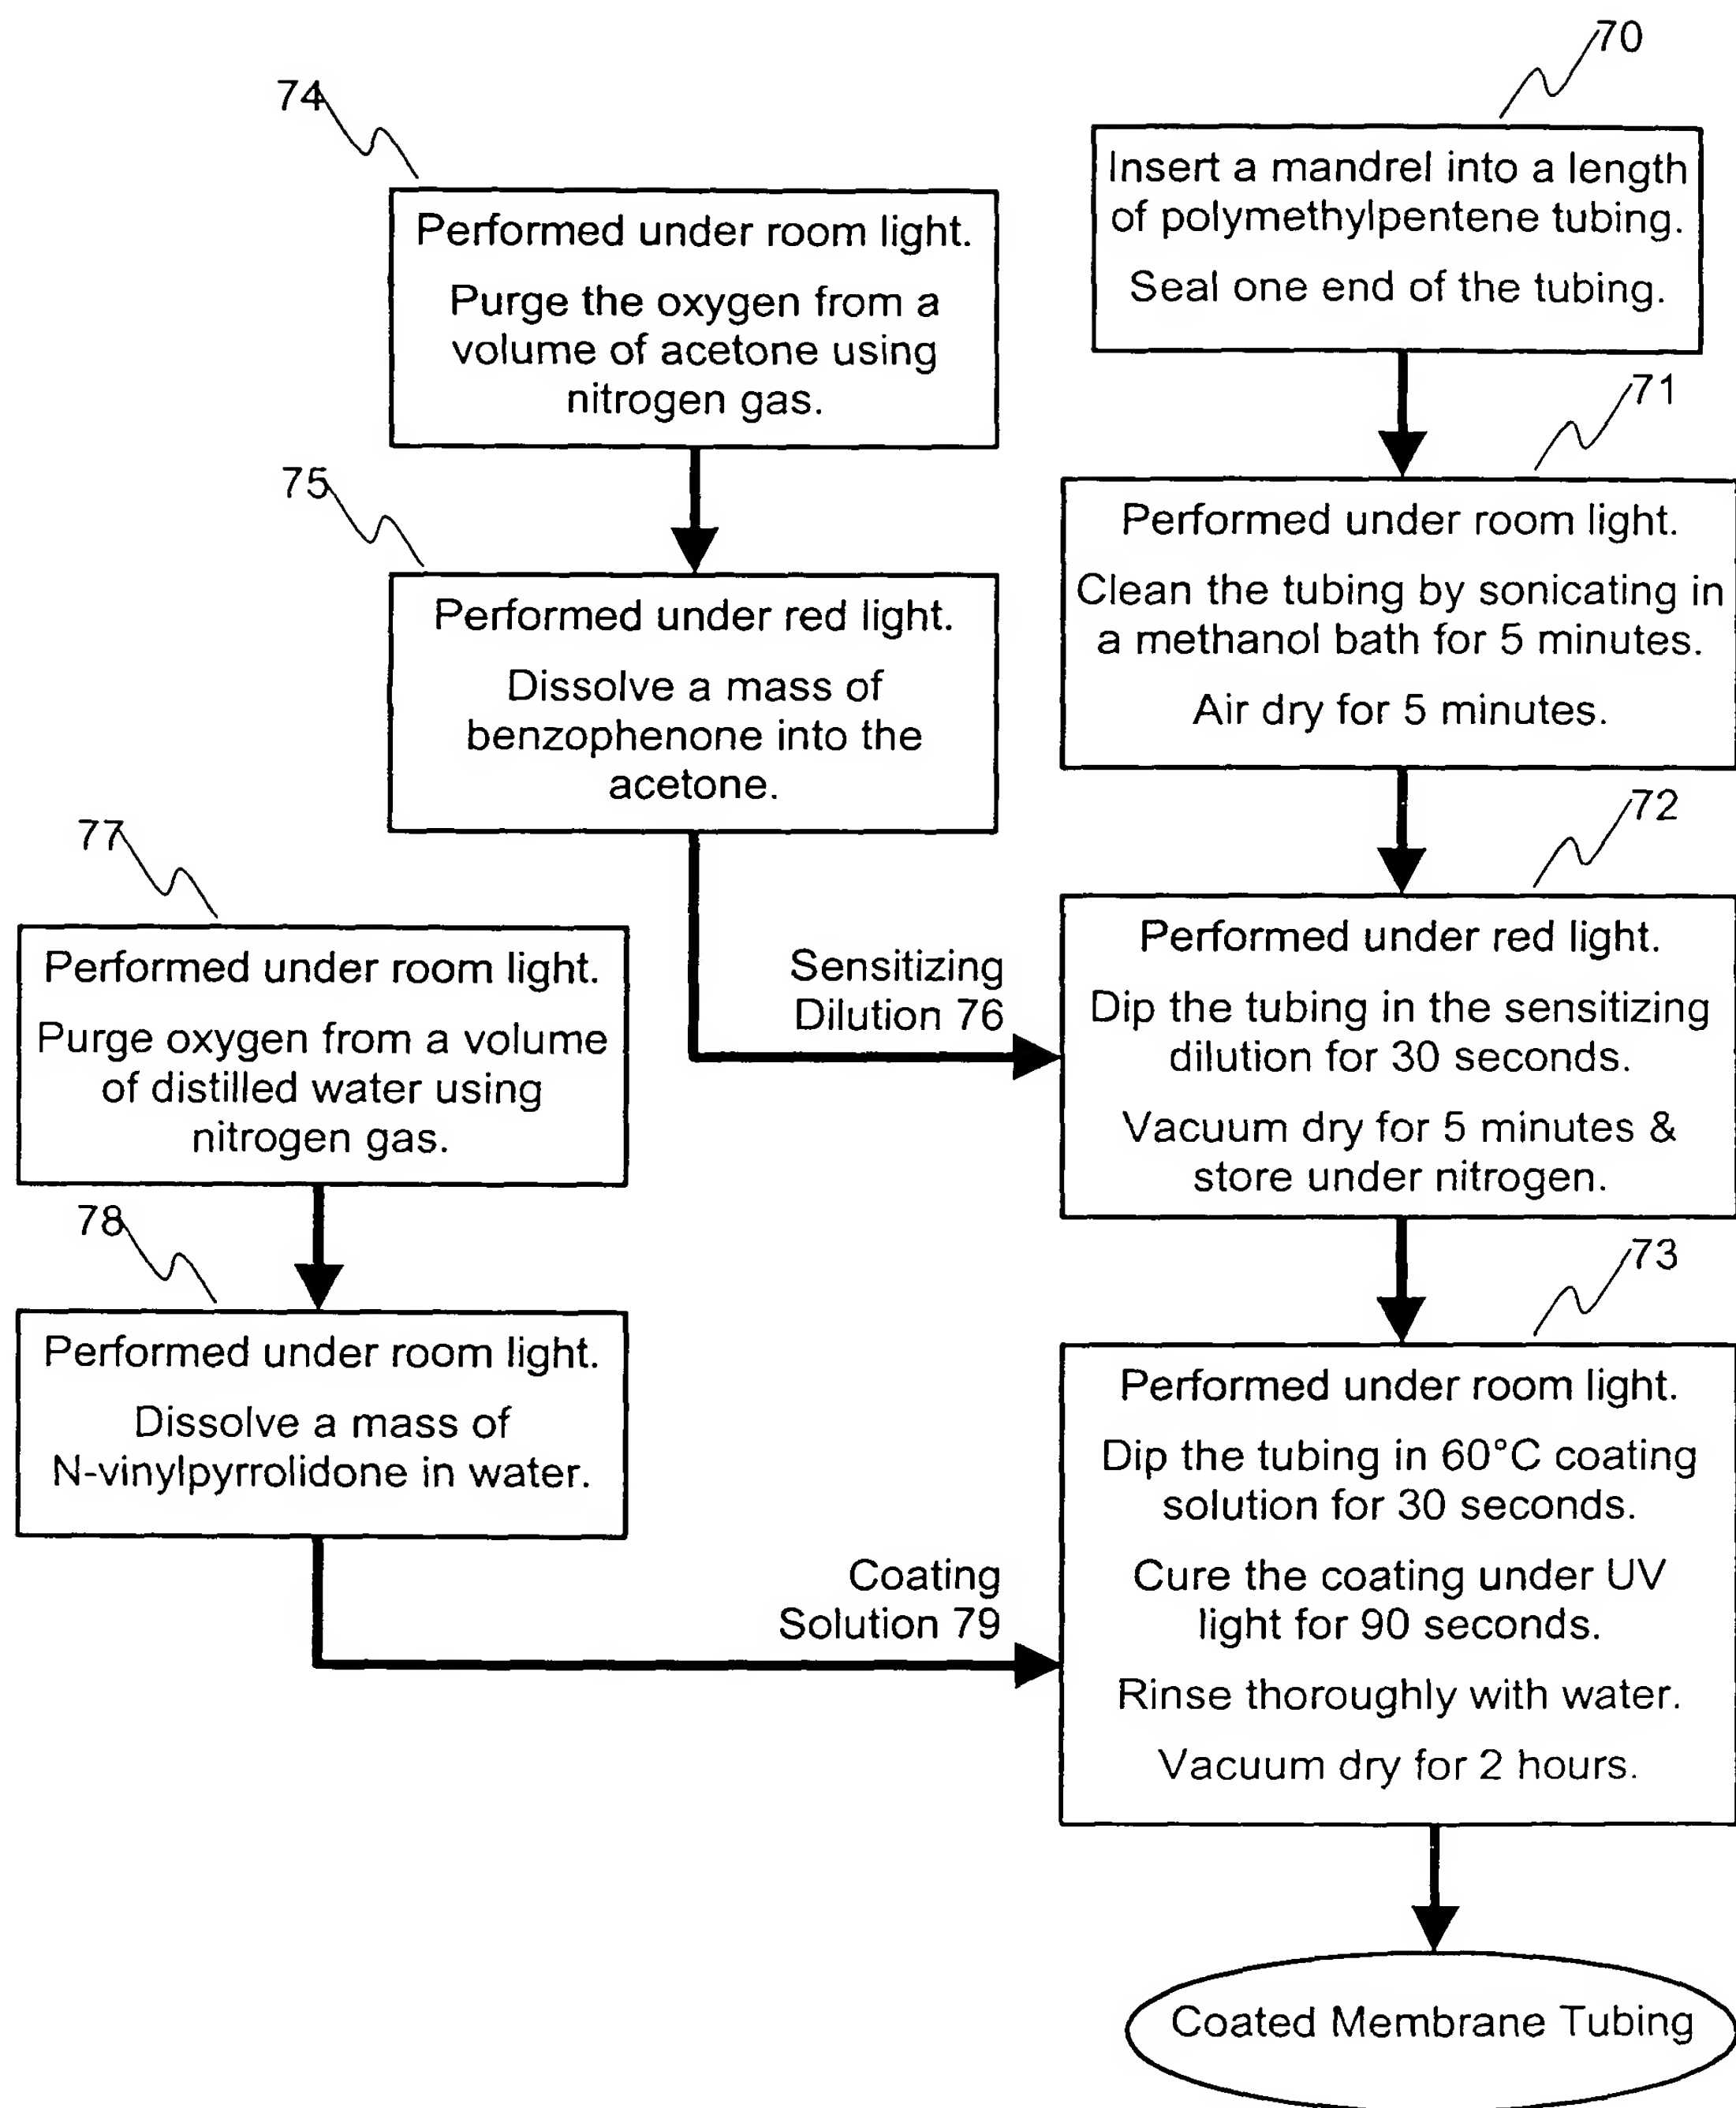 70
Insert a mandrel into a length
of polymethylpentene tubing.
Seal one end of the tubing.
74
Performed under room light.
Purge the oxygen from a
volume of acetone using
nitrogen gas.
71
Performed under room light.
Clean the tubing by sonicating in
a methanol bath for 5 minutes.
Air dry for 5 minutes.
75
Performed under red light.
Dissolve a mass of
benzophenone into the
acetone.
72
Performed under red light.
Dip the tubing in the sensitizing
dilution for 30 seconds.
Vacuum dry for 5 minutes &
store under nitrogen.
Sensitizing
Dilution 76
77
Performed under room light.
Purge oxygen from a volume
of distilled water using
nitrogen gas.
78
Performed under room light.
Dissolve a mass of
N-vinylpyrrolidone in water.
73
Performed under room light.
Dip the tubing in 60°C coating
solution for 30 seconds.
Cure the coating under UV
light for 90 seconds.
Rinse thoroughly with water.
Vacuum dry for 2 hours.
Coating
Solution 79
Coated Membrane Tubing